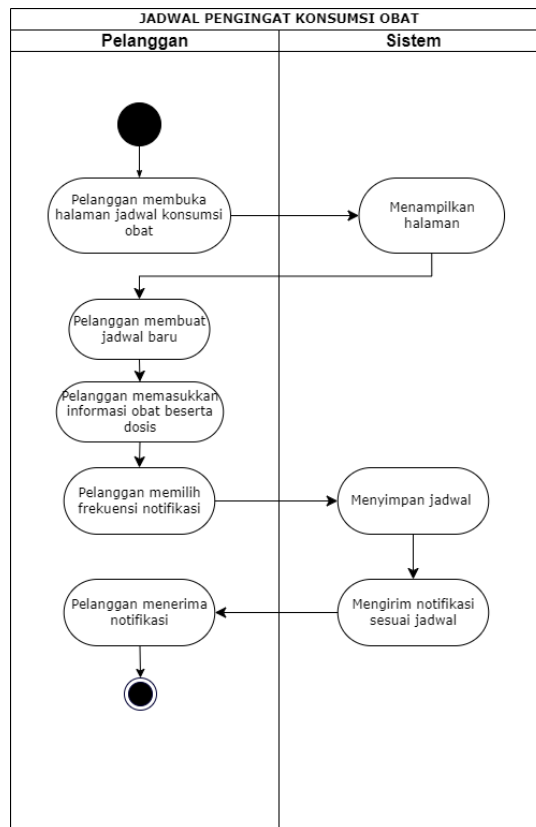 JADWAL PENGINGAT KONSUMSI OBAT
Pelanggan
Sistem
Pelanggan membuka
halaman jadwal konsumsi
obat
Menampilkan
halaman
Pelanggan membuat
jadwal baru
Pelanggan memasukkan
informasi obat beserta
dosis
Pelanggan memilih
frekuensi notifikasi
Menyimpan jadwal
Mengirim notifikasi
sesuai jadwal
Pelanggan menerima
notifikasi